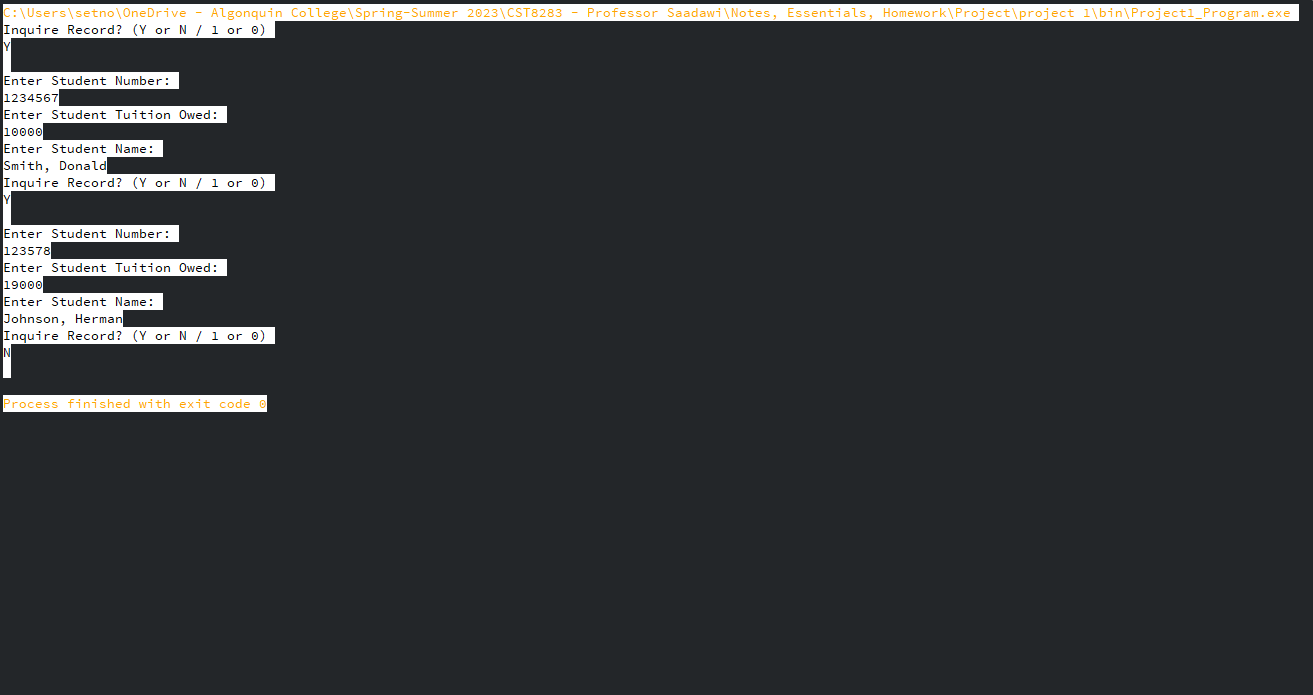 C:\Users\setno\OneDrive - Algonquin College\Spring-Summer 2023\CST8283 - Professor Saadawi\Notes, Essentials, Homework\Project\project 1\bin\Project1_Program.exe
Inquire Record? (Y or N / 1 or 0)
Y
Enter Student Number:
1234567
Enter Student Tuition Owed:
10000
Enter Student Name:
Smith, Donald
Inquire Record? (Y or N / 1 or 0)
Y
Enter Student Number:
123578
Enter Student Tuition Owed:
19000
Enter Student Name:
Johnson, Herman
Inquire Record? (Y or N / 1 or 0)
N
Process finished with exit code 0